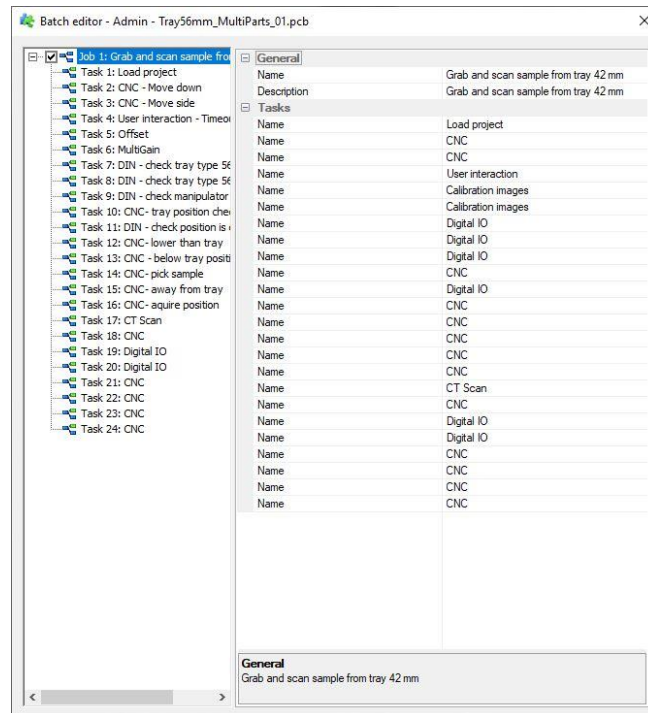 Batch editor - Admin - Tray56mm_MultiParts_01.pcb
Job 1: Grab and scan sample fro
Task 1: Load project
Task 2: CNC - Move down
Task 3: CNC - Move side
Task 4: User interaction - Timeou
Task 5: Offset
Task 6: MultiGain
Task 7: DIN - check tray type 56
Task 8: DIN - check tray type 56
Task 9: DIN - check manipulator
Task 10: CNC- tray position chec
Task 11: DIN - check position is
Task 12: CNC- lower than tray
Task 13: CNC - below tray positi
Task 14: CNC- pick sample
Task 15: CNC- away from tray
Task 16: CNC- aquire position
Task 17: CT Scan
Task 18: CNC
Task 19: Digital IO
Task 20: Digital IO
Task 21: CNC
Task 22: CNC
Task 23: CNC
Task 24: CNC
General
Name Grab and scan sample from tray 42 mm
Description Grab and scan sample from tray 42 mm
Tasks
Name Load project
Name CNC
Name CNC
Name User interaction
Name Calibration images
Name Calibration images
Name Digital IO
Name Digital IO
Name Digital IO
Name CNC
Name Digital IO
Name CNC
Name CNC
Name CNC
Name CNC
Name CNC
Name CT Scan
Name CNC
Name Digital IO
Name Digital IO
Name CNC
Name CNC
Name CNC
Name CNC
General
Grab and scan sample from tray 42 mm